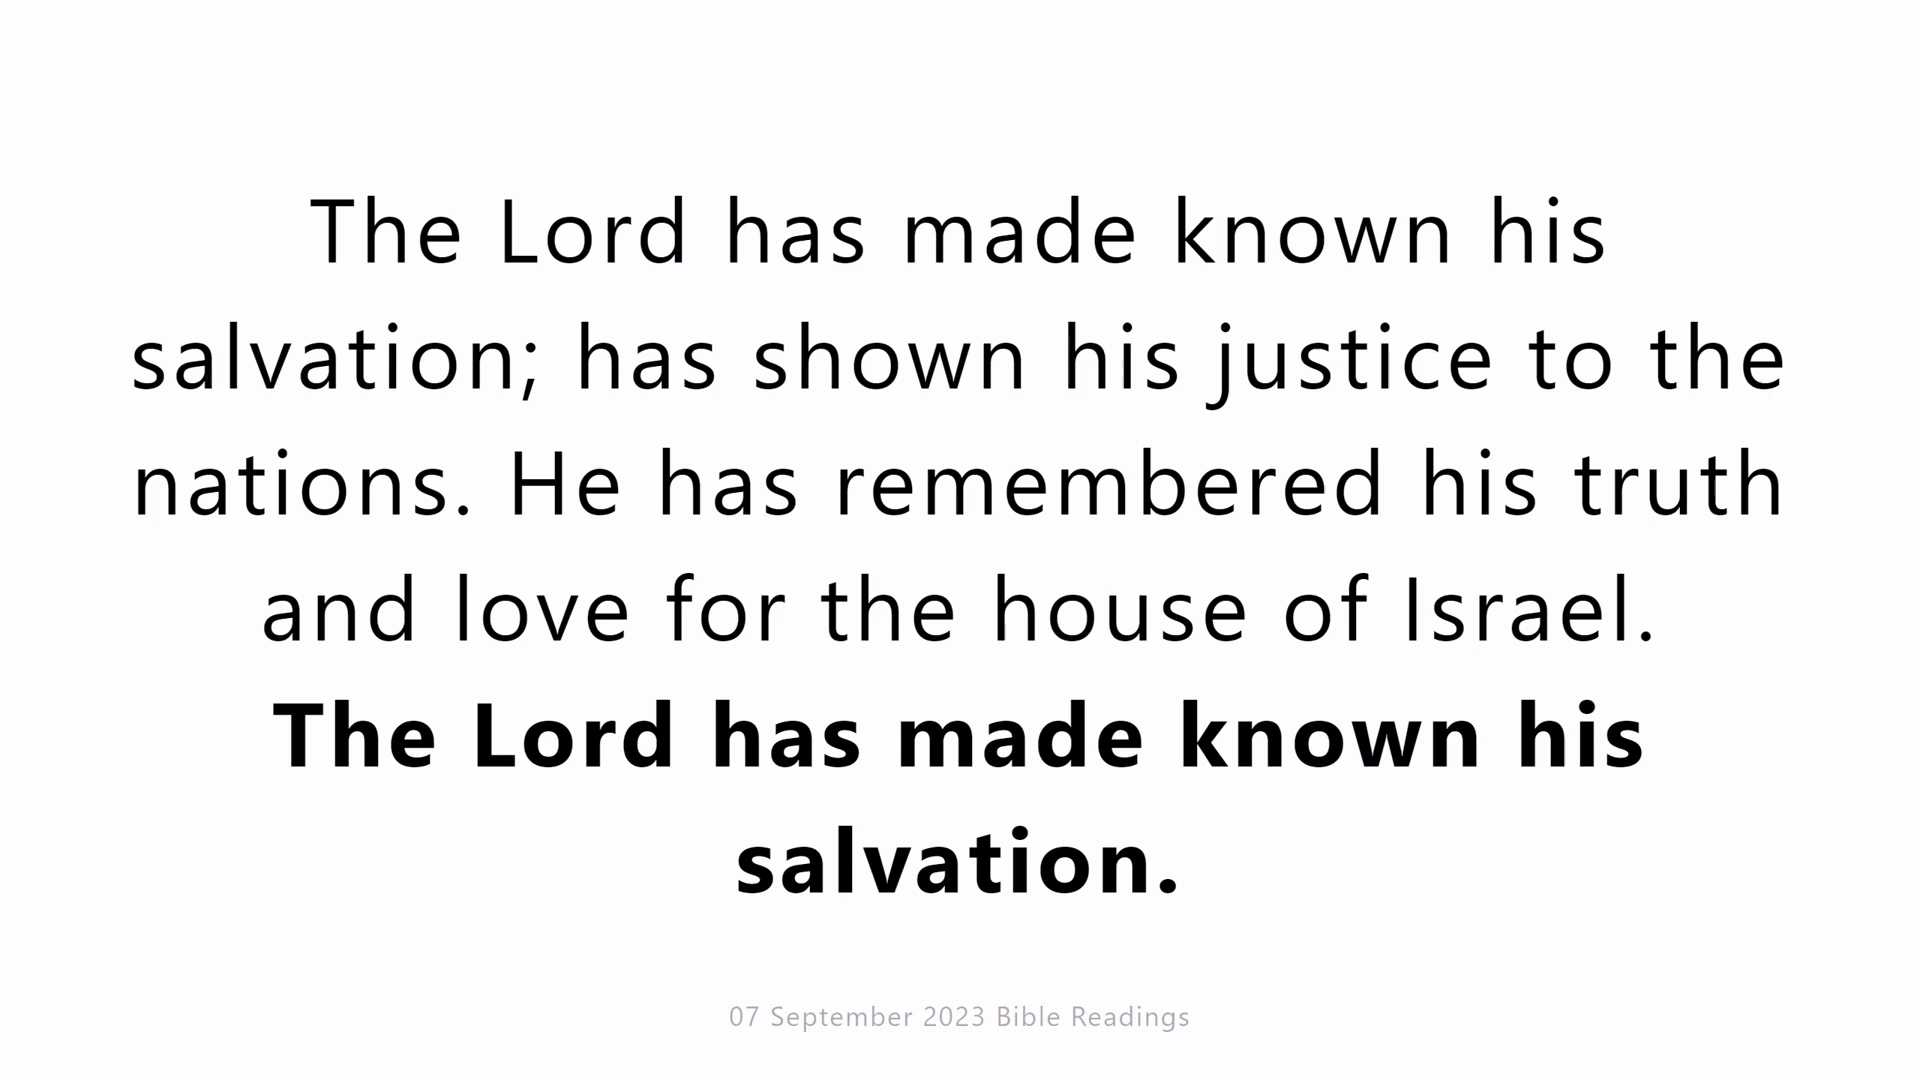 The Lord has made known his
salvation; has shown his justice to the
nations. He has remembered his truth
and love for the house of Israel.
The Lord has made known his
salvation.
07 September 2023 Bible Readings